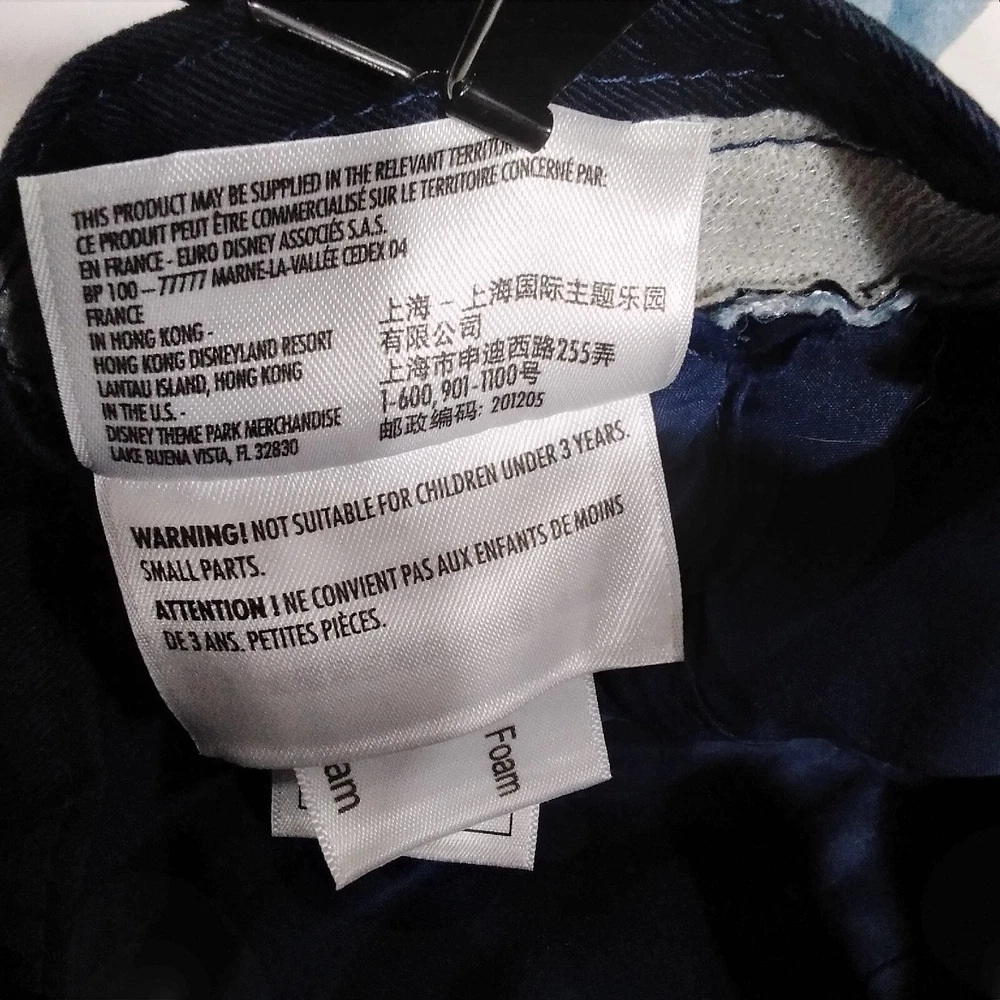 THIS PRODUCT MAY BE SUPPLIED IN THE RELEVANT
CE PRODUIT PEUT ÊTRE COMMERCIALISÉ SUR LE TERRITOIRE CONCERNÉ PAR:
EN FRANCE - EURO DISNEY ASSOCIÉS S.A.S.
BP 100 — 77777 MARNE-LA-VALLÉE CEDEX 04
FRANCE
IN HONG KONG -
HONG KONG DISNEYLAND RESORT
LANTAU ISLAND, HONG KONG
IN THE U.S. -
DISNEY THEME PARK MERCHANDISE
LAKE BUENA VISTA, FL 32830
上海 - 上海国际主题乐园
有限公司
上海市申迪西路255弄
1-600, 901-1100号
邮政编码: 201205
WARNING! NOT SUITABLE FOR CHILDREN UNDER 3 YEARS.
SMALL PARTS.
ATTENTION ! NE CONVIENT PAS AUX ENFANTS DE MOINS
DE 3 ANS. PETITES PIÈCES.
Foam